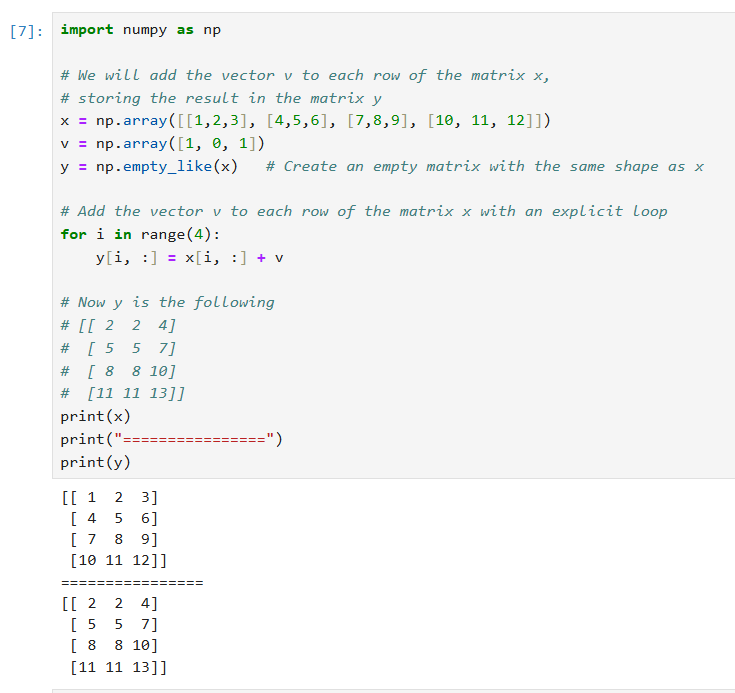 [7]: import numpy as np
# We will add the vector v to each row of the matrix x,
# storing the result in the matrix y
x = np.array([[1,2,3], [4,5,6], [7,8,9], [10, 11, 12]])
v = np.array([1, 0, 1])
y = np.empty_like(x)   # Create an empty matrix with the same shape as x
# Add the vector v to each row of the matrix x with an explicit loop
for i in range(4):
    y[i, :] = x[i, :] + v
# Now y is the following
# [[ 2  2  4]
#  [ 5  5  7]
#  [ 8  8 10]
#  [11 11 13]]
print(x)
print("================")
print(y)
[[ 1  2  3]
 [ 4  5  6]
 [ 7  8  9]
 [10 11 12]]
================
[[ 2  2  4]
 [ 5  5  7]
 [ 8  8 10]
 [11 11 13]]